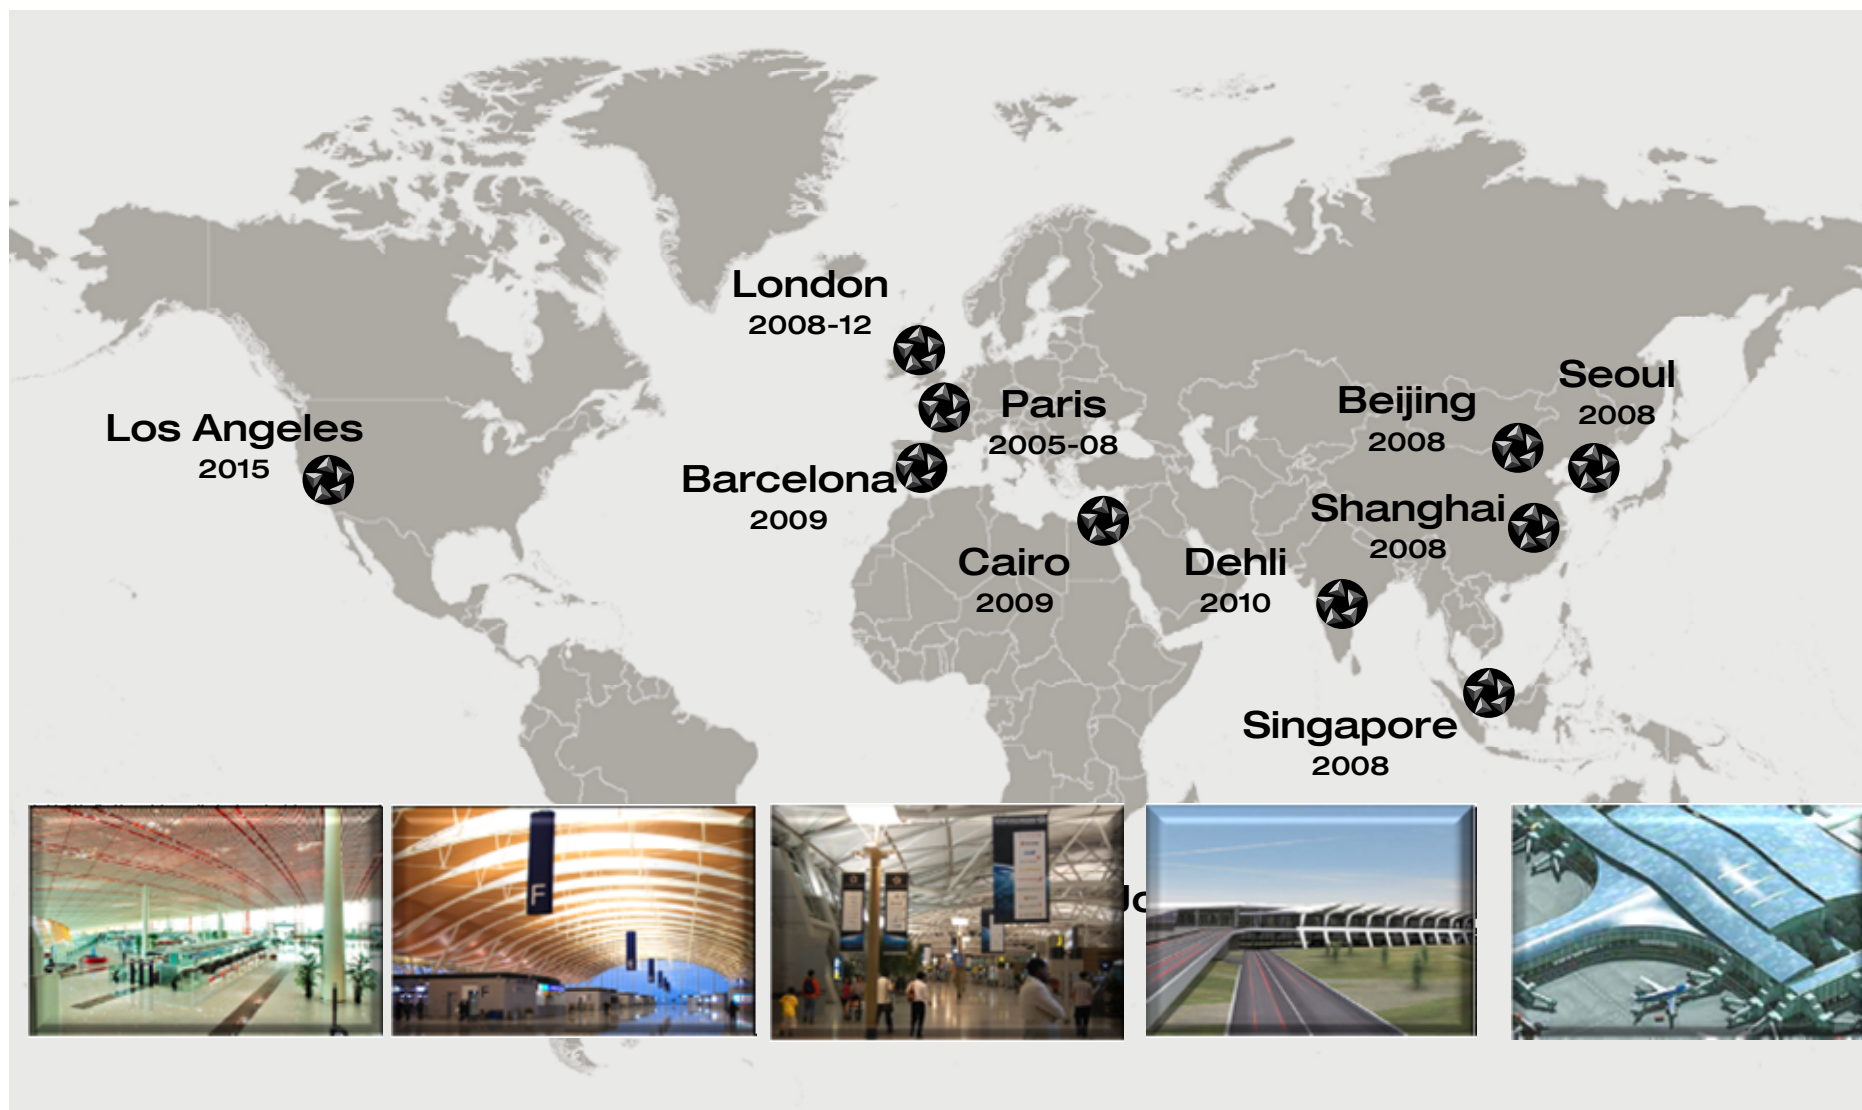 London
2008-12
Seoul
2008
Beijing
2008
Paris
2005-08
Los Angeles
2015
Barcelona
2009
Shanghai
2008
Cairo
2009
Dehli
2010
Singapore
2008
F